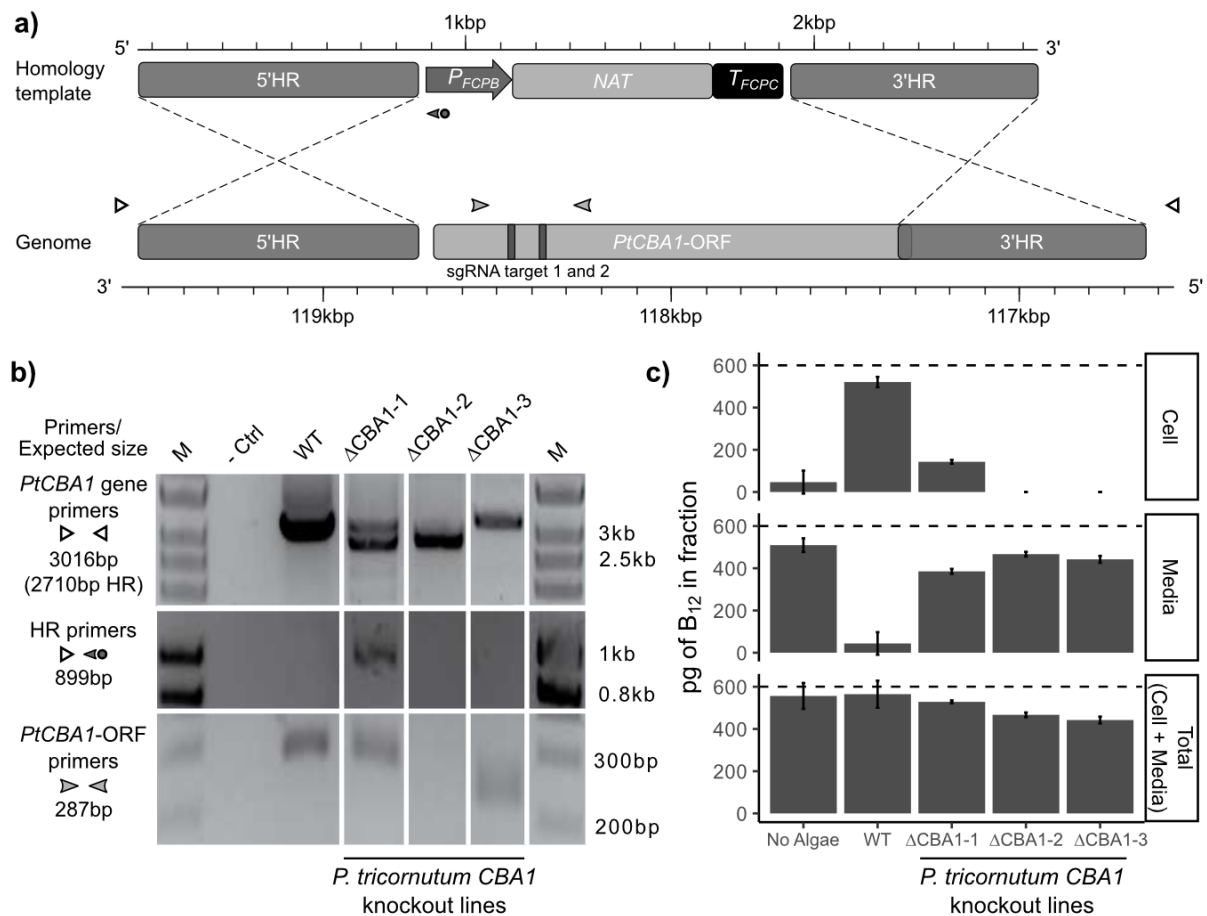 a)
1kbp
2kbp
5'
3'
Homology
template
5'HR
P_FCPB
NAT
T_FCPC
3'HR
Genome
5'HR
PtCBA1-ORF
3'HR
sgRNA target 1 and 2
3'
5'
119kbp
118kbp
117kbp
b)
Primers/
Expected size
M
- Ctrl
WT
ΔCBA1-1
ΔCBA1-2
ΔCBA1-3
M
PtCBA1 gene
primers
3016bp
(2710bp HR)
3kb
2.5kb
HR primers
899bp
1kb
0.8kb
PtCBA1-ORF
primers
287bp
300bp
200bp
P. tricornutum CBA1
knockout lines
c)
pg of B12 in fraction
600
400
200
0
Cell
600
400
200
0
Media
600
400
200
0
Total
(Cell + Media)
No Algae
WT
ΔCBA1-1
ΔCBA1-2
ΔCBA1-3
P. tricornutum CBA1
knockout lines